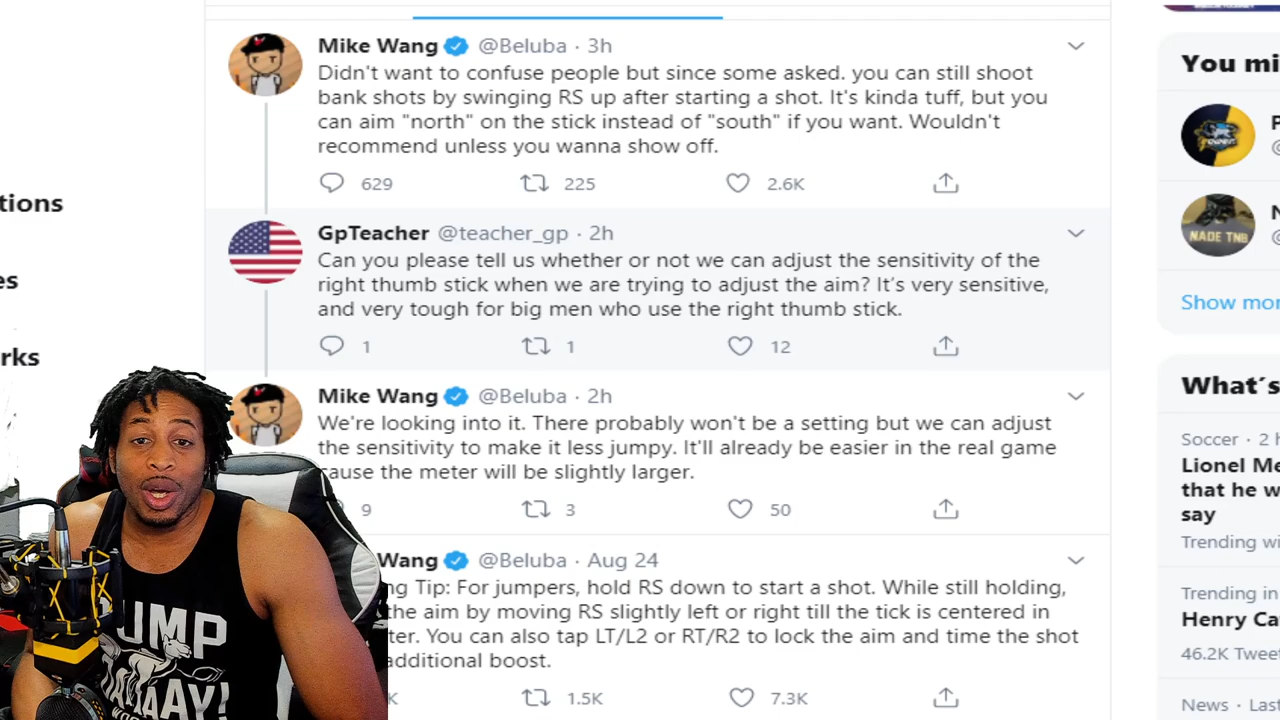 Mike Wang @Beluba · 3h
Didn't want to confuse people but since some asked. you can still shoot
bank shots by swinging RS up after starting a shot. It's kinda tuff, but you
can aim "north" on the stick instead of "south" if you want. Wouldn't
recommend unless you wanna show off.
629 225 2.6K
GpTeacher @teacher_gp · 2h
Can you please tell us whether or not we can adjust the sensitivity of the
right thumb stick when we are trying to adjust the aim? It's very sensitive,
and very tough for big men who use the right thumb stick.
1 1 12
Mike Wang @Beluba · 2h
We're looking into it. There probably won't be a setting but we can adjust
the sensitivity to make it less jumpy. It'll already be easier in the real game
cause the meter will be slightly larger.
9 3 50
Wang @Beluba · Aug 24
ng Tip: For jumpers, hold RS down to start a shot. While still holding,
the aim by moving RS slightly left or right till the tick is centered in
ter. You can also tap LT/L2 or RT/R2 to lock the aim and time the shot
additional boost.
K 1.5K 7.3K
tions
es
rks
UMP
DAAAAY!
You mi
P
@
NADE TNB
N
@
Show mor
What's
Soccer · 2 h
Lionel Me
that he w
say
Trending wi
Trending in
Henry Ca
46.2K Tweet
News · Last